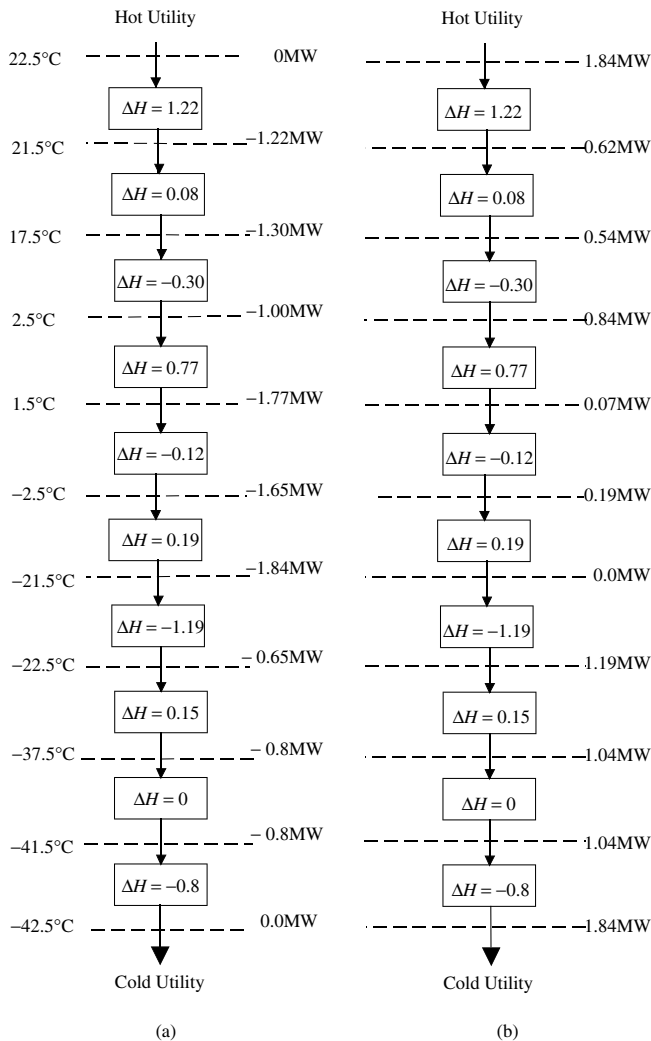 Hot Utility
22.5°C
0MW
ΔH = 1.22
21.5°C
−1.22MW
ΔH = 0.08
17.5°C
−1.30MW
ΔH = −0.30
2.5°C
−1.00MW
ΔH = 0.77
1.5°C
−1.77MW
ΔH = −0.12
−2.5°C
−1.65MW
ΔH = 0.19
−21.5°C
−1.84MW
ΔH = −1.19
−22.5°C
− 0.65MW
ΔH = 0.15
−37.5°C
− 0.8MW
ΔH = 0
−41.5°C
− 0.8MW
ΔH = −0.8
−42.5°C
0.0MW
Cold Utility
(a)
Hot Utility
1.84MW
ΔH = 1.22
0.62MW
ΔH = 0.08
0.54MW
ΔH = −0.30
0.84MW
ΔH = 0.77
0.07MW
ΔH = −0.12
0.19MW
ΔH = 0.19
0.0MW
ΔH = −1.19
1.19MW
ΔH = 0.15
1.04MW
ΔH = 0
1.04MW
ΔH = −0.8
1.84MW
Cold Utility
(b)